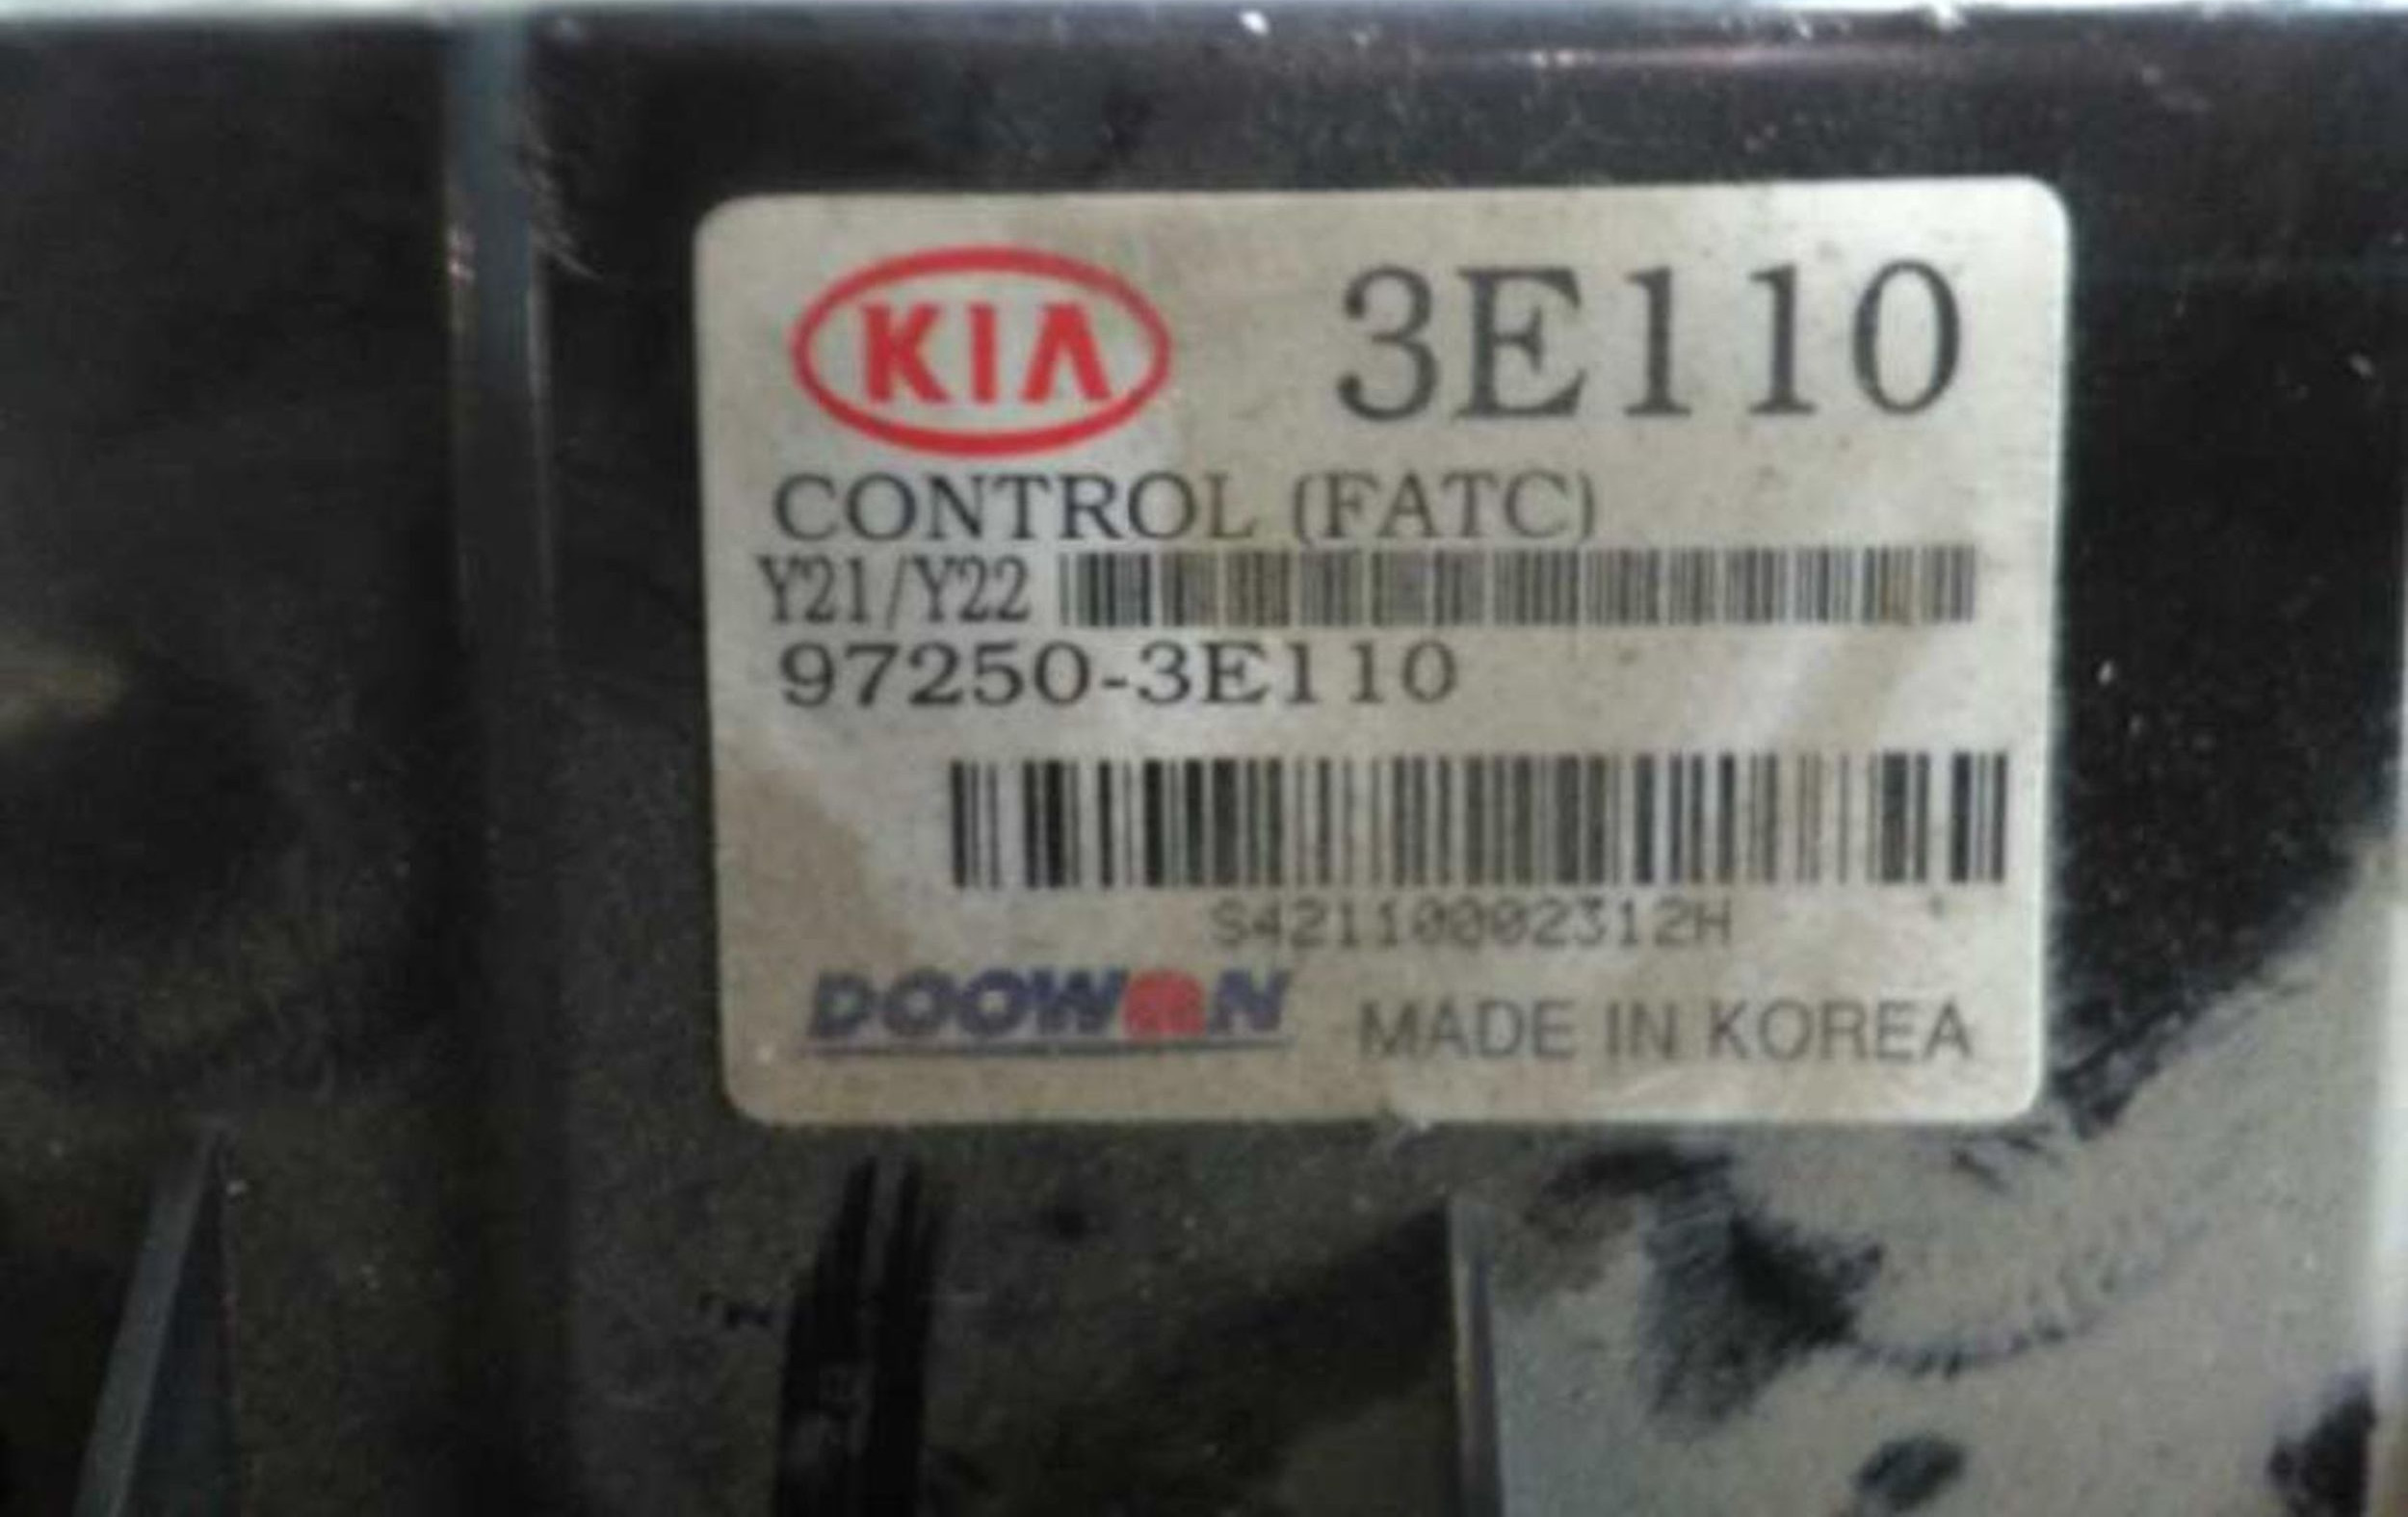 KIA 3E110
CONTROL (FATC)
Y21/Y22
97250-3E110
S42110002312H
DOOWON MADE IN KOREA